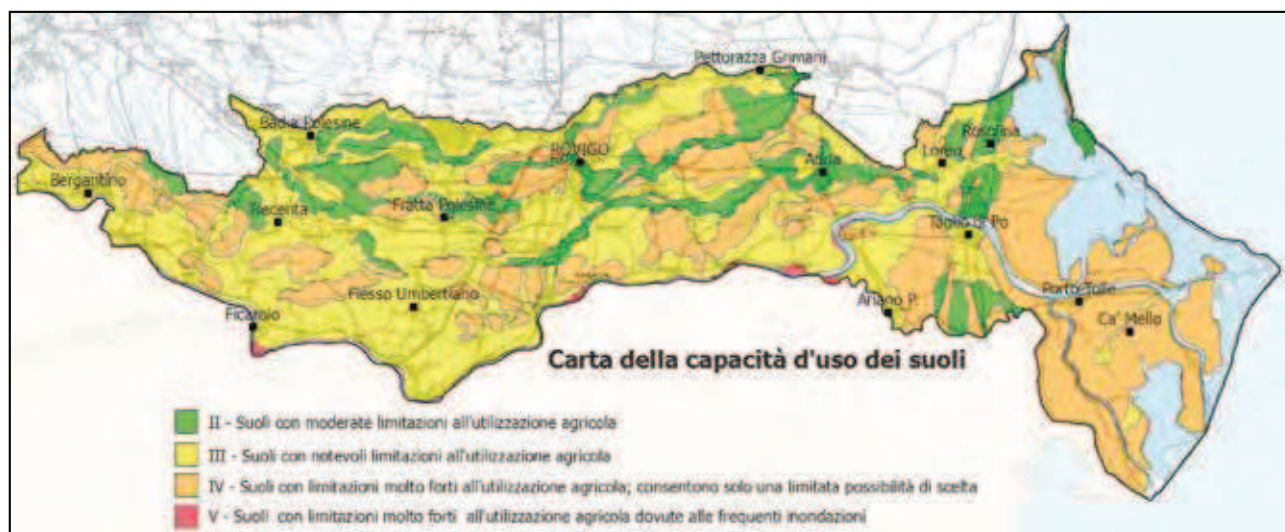 Pettorazza Grimani
Badia Polesine
ROVIGO
Rosolina
Loreo
Adria
Bergantino
Fratta Polesine
Taglio di Po
Fiesso Umbertiano
Porto Tolle
Ariano P.
Ficarolo
Ca' Mello
Carta della capacità d'uso dei suoli
II - Suoli con moderate limitazioni all'utilizzazione agricola
III - Suoli con notevoli limitazioni all'utilizzazione agricola
IV - Suoli con limitazioni molto forti all'utilizzazione agricola; consentono solo una limitata possibilità di scelta
V - Suoli con limitazioni molto forti all'utilizzazione agricola dovute alle frequenti inondazioni